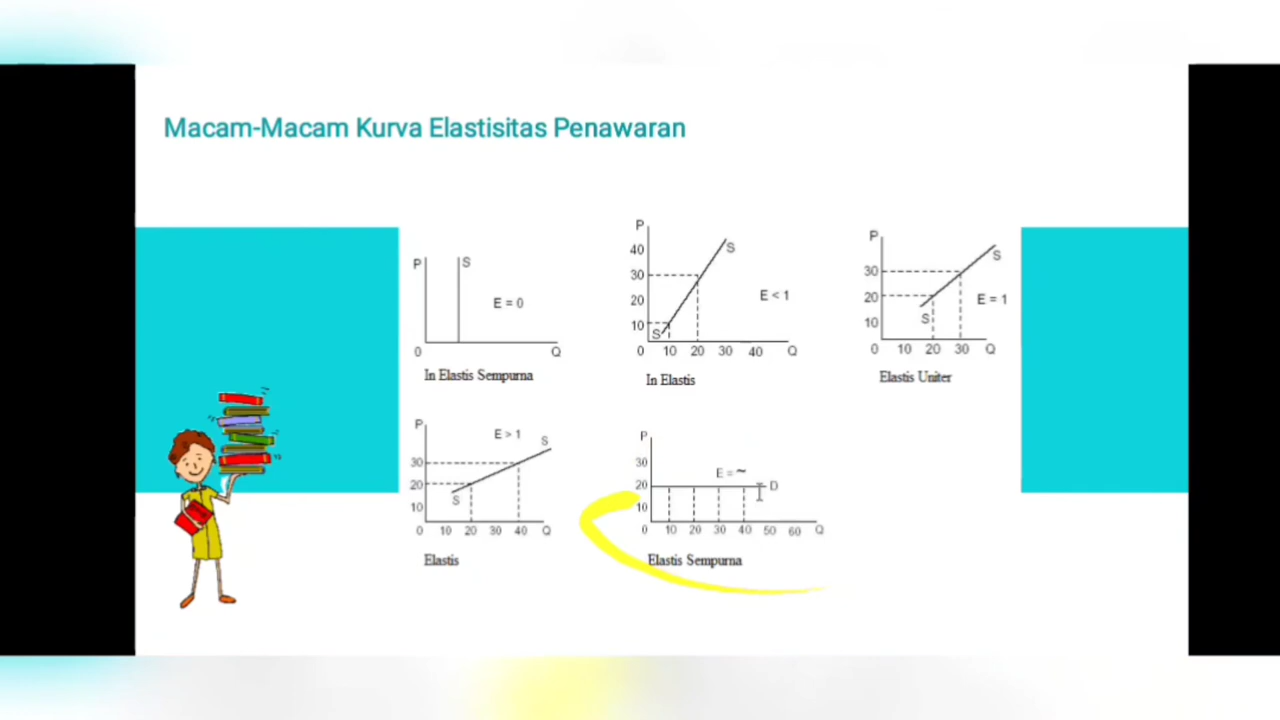 Macam-Macam Kurva Elastisitas Penawaran
P
S
E = 0
0
Q
In Elastis Sempurna
P
40
30
20
10
S
S
E < 1
0 10 20 30 40 Q
In Elastis
P
30
20
10
S
S
E = 1
0 10 20 30 Q
Elastis Uniter
P
30
20
10
E > 1
S
S
0 10 20 30 40 Q
Elastis
P
30
20
10
E = ~
D
0 10 20 30 40 50 60 Q
Elastis Sempurna